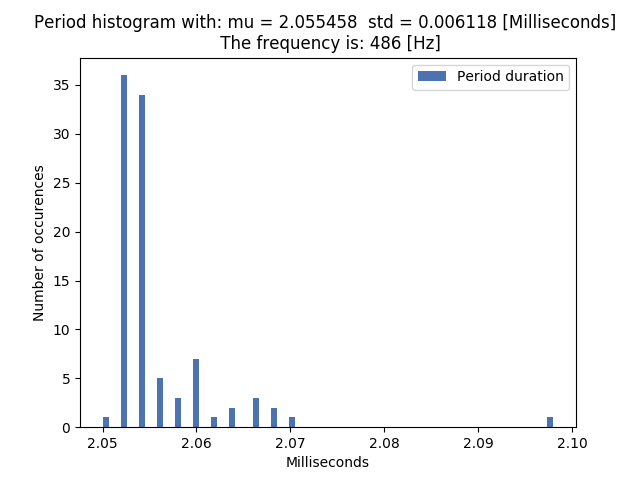 Period histogram with: mu = 2.055458  std = 0.006118 [Milliseconds]
The frequency is: 486 [Hz]
Period duration
35
30
25
20
15
10
5
0
Number of occurences
2.05 2.06 2.07 2.08 2.09 2.10
Milliseconds